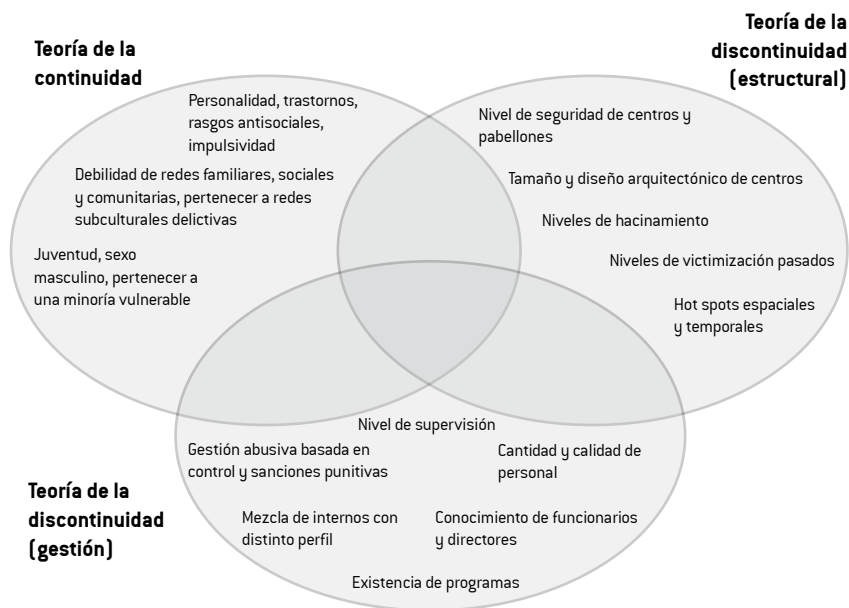 Teoría de la
continuidad
Teoría de la
discontinuidad
(estructural)
Personalidad, trastornos,
rasgos antisociales,
impulsividad
Debilidad de redes familiares, sociales
y comunitarias, pertenecer a redes
subculturales delictivas
Juventud, sexo
masculino, pertenecer a
una minoría vulnerable
Nivel de seguridad de centros y
pabellones
Tamaño y diseño arquitectónico de centros
Niveles de hacinamiento
Niveles de victimización pasados
Hot spots espaciales
y temporales
Nivel de supervisión
Gestión abusiva basada en
control y sanciones punitivas
Cantidad y calidad de
personal
Teoría de la
discontinuidad
(gestión)
Mezcla de internos con
distinto perfil
Conocimiento de funcionarios
y directores
Existencia de programas